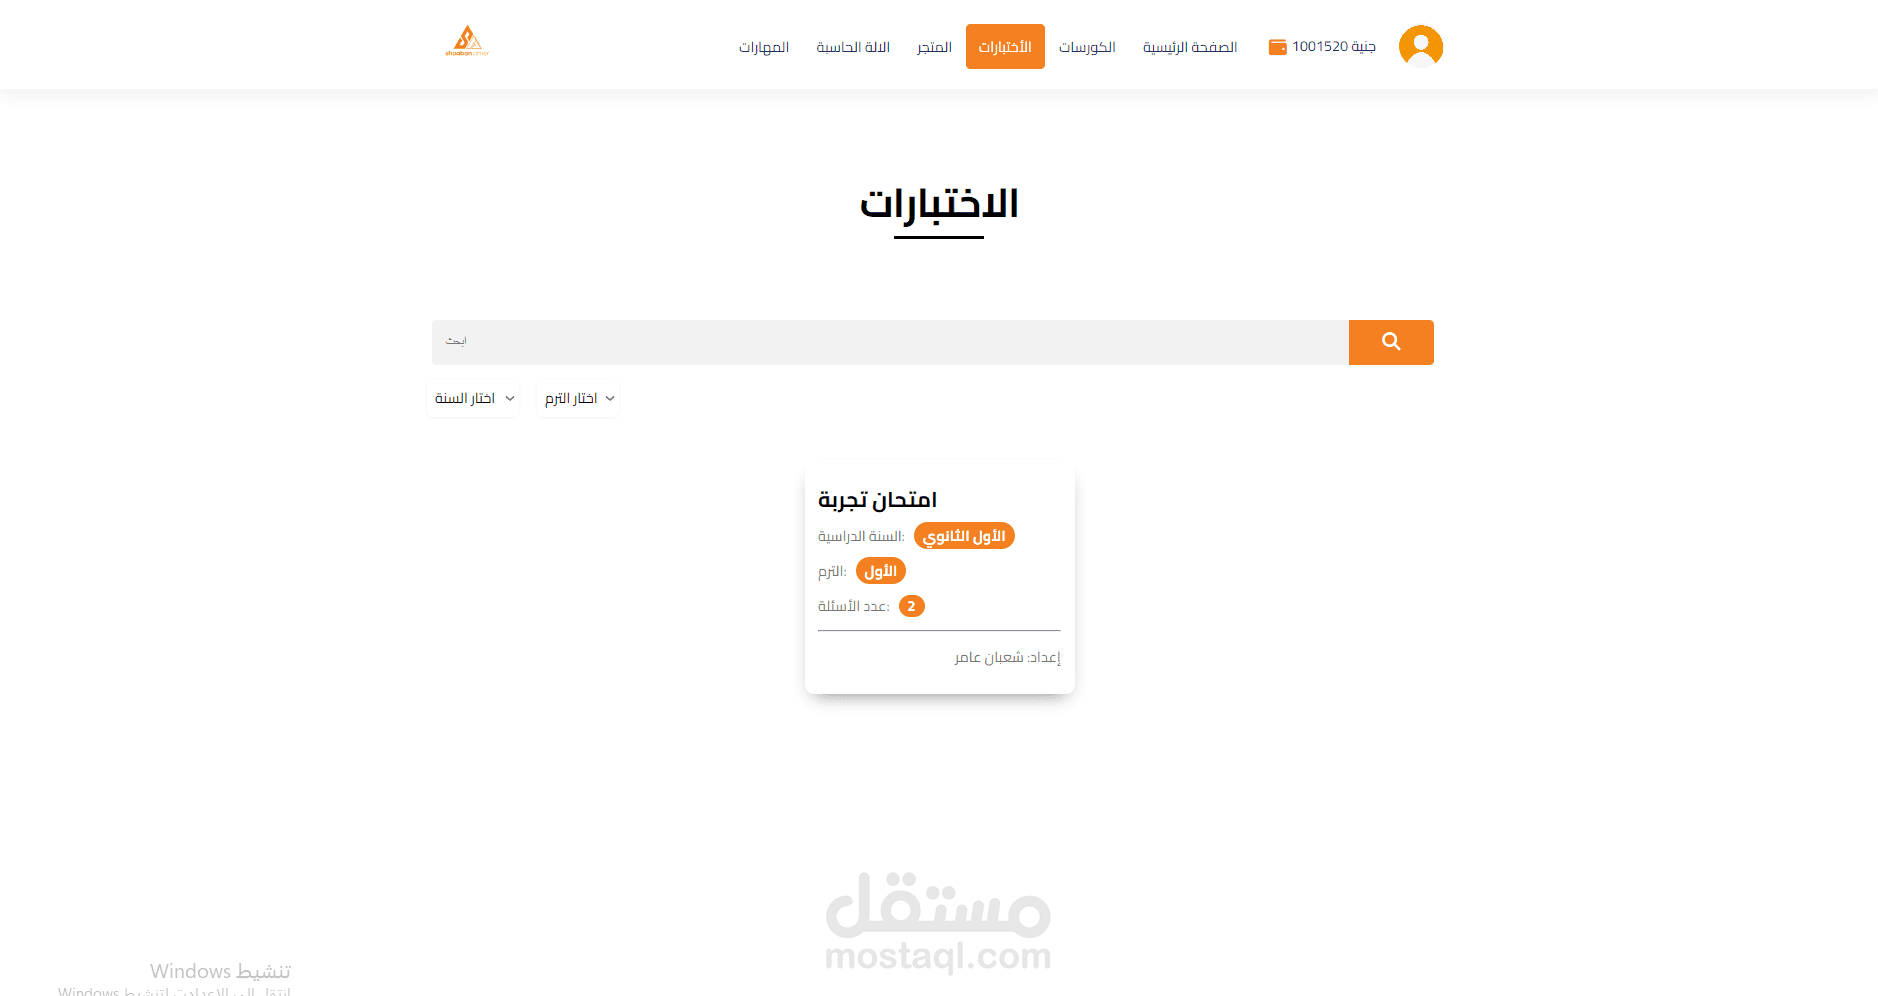 جنية 1001520
الصفحة الرئيسية
الكورسات
الأختبارات
المتجر
الالة الحاسبة
المهارات
shaaban
الاختبارات
ابحث
اختار السنة
اختار الترم
امتحان تجربة
السنة الدراسية: الأول الثانوي
الترم: الأول
عدد الأسئلة: 2
إعداد: شعبان عامر
مستقل
mostaql.com
تنشيط Windows
انتقل إلى الإعدادات لتنشيط Windows